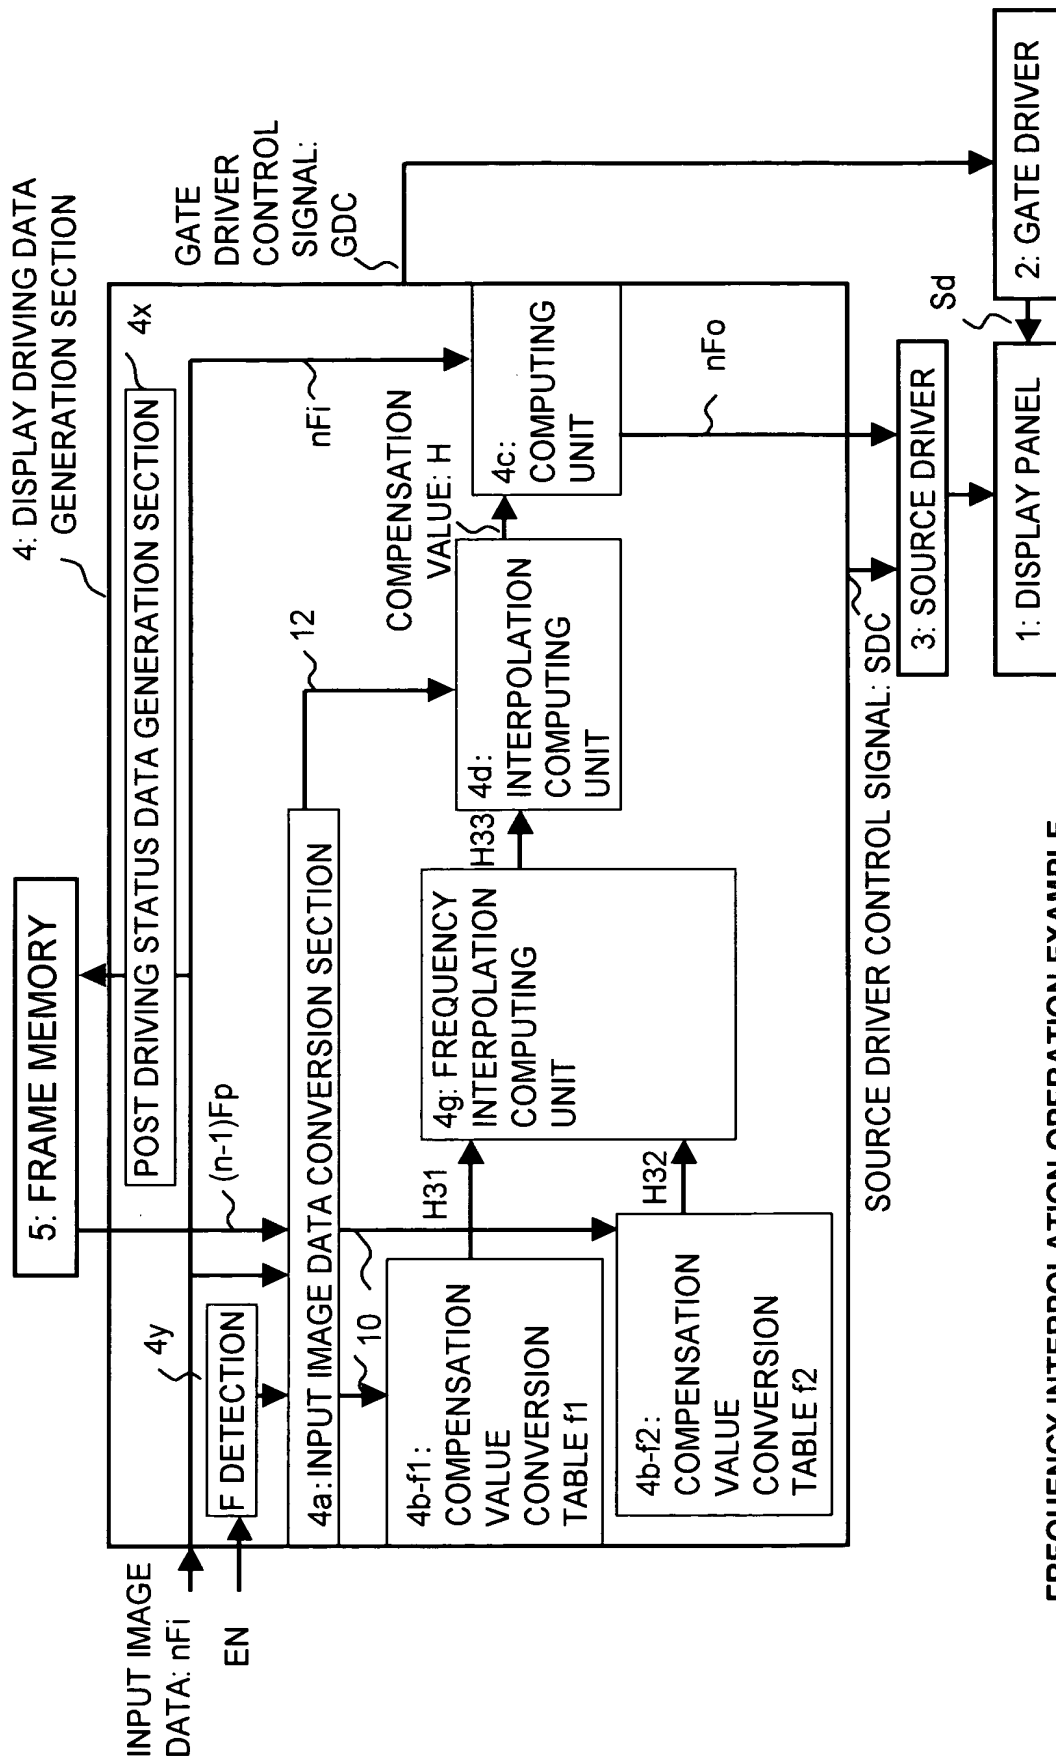 4: DISPLAY DRIVING DATA
GENERATION SECTION
5: FRAME MEMORY
INPUT IMAGE
DATA: nFi
EN
4y
F DETECTION
(n-1)Fp
POST DRIVING STATUS DATA GENERATION SECTION
4x
GATE
DRIVER
CONTROL
SIGNAL:
GDC
4a: INPUT IMAGE DATA CONVERSION SECTION
10
12
nFi
4b-f1:
COMPENSATION
VALUE
CONVERSION
TABLE f1
H31
4b-f2:
COMPENSATION
VALUE
CONVERSION
TABLE f2
H32
4g: FREQUENCY
INTERPOLATION
COMPUTING
UNIT
H33
4d:
INTERPOLATION
COMPUTING
UNIT
COMPENSATION
VALUE: H
4c:
COMPUTING
UNIT
nFo
SOURCE DRIVER CONTROL SIGNAL: SDC
3: SOURCE DRIVER
Sd
1: DISPLAY PANEL
2: GATE DRIVER
FREQUENCY INTERPOLATION OPERATION EXAMPLE